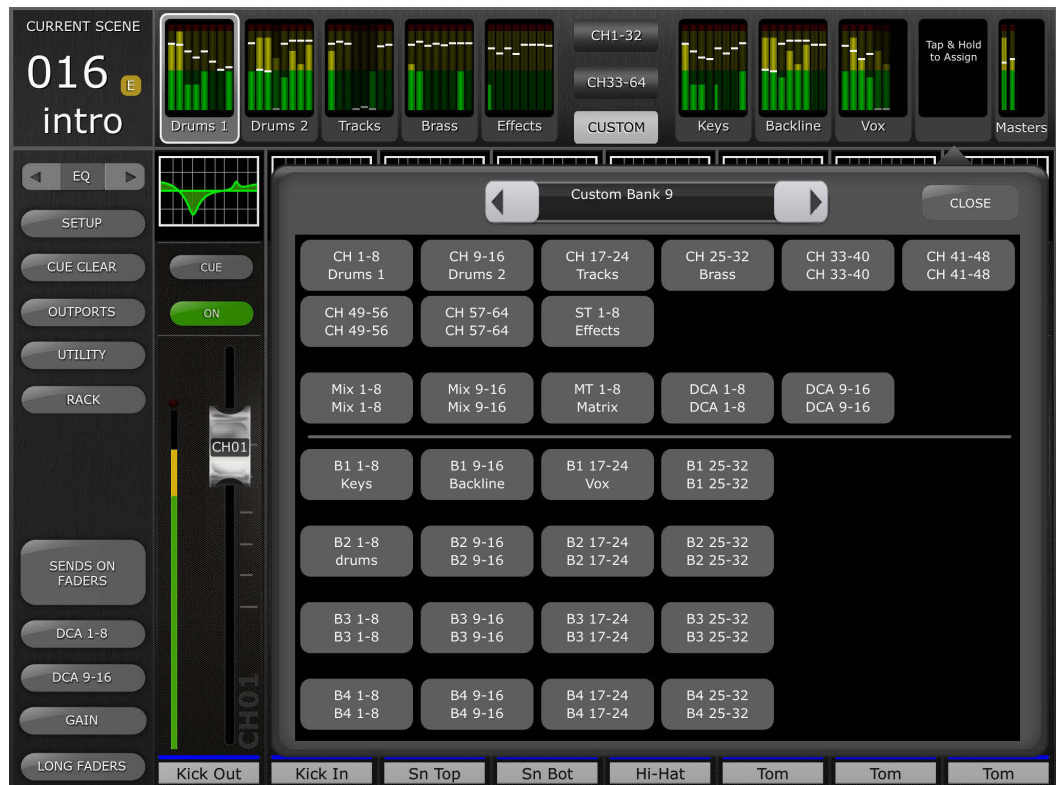 CURRENT SCENE
016 E
intro
Drums 1
Drums 2
Tracks
Brass
Effects
CH1-32
CH33-64
CUSTOM
Keys
Backline
Vox
Tap & Hold
to Assign
Masters
EQ
SETUP
CUE CLEAR
OUTPORTS
UTILITY
RACK
SENDS ON
FADERS
DCA 1-8
DCA 9-16
GAIN
LONG FADERS
CUE
ON
CH01
CH01
Custom Bank 9
CLOSE
CH 1-8
Drums 1
CH 9-16
Drums 2
CH 17-24
Tracks
CH 25-32
Brass
CH 33-40
CH 33-40
CH 41-48
CH 41-48
CH 49-56
CH 49-56
CH 57-64
CH 57-64
ST 1-8
Effects
Mix 1-8
Mix 1-8
Mix 9-16
Mix 9-16
MT 1-8
Matrix
DCA 1-8
DCA 1-8
DCA 9-16
DCA 9-16
B1 1-8
Keys
B1 9-16
Backline
B1 17-24
Vox
B1 25-32
B1 25-32
B2 1-8
drums
B2 9-16
B2 9-16
B2 17-24
B2 17-24
B2 25-32
B2 25-32
B3 1-8
B3 1-8
B3 9-16
B3 9-16
B3 17-24
B3 17-24
B3 25-32
B3 25-32
B4 1-8
B4 1-8
B4 9-16
B4 9-16
B4 17-24
B4 17-24
B4 25-32
B4 25-32
Kick Out
Kick In
Sn Top
Sn Bot
Hi-Hat
Tom
Tom
Tom